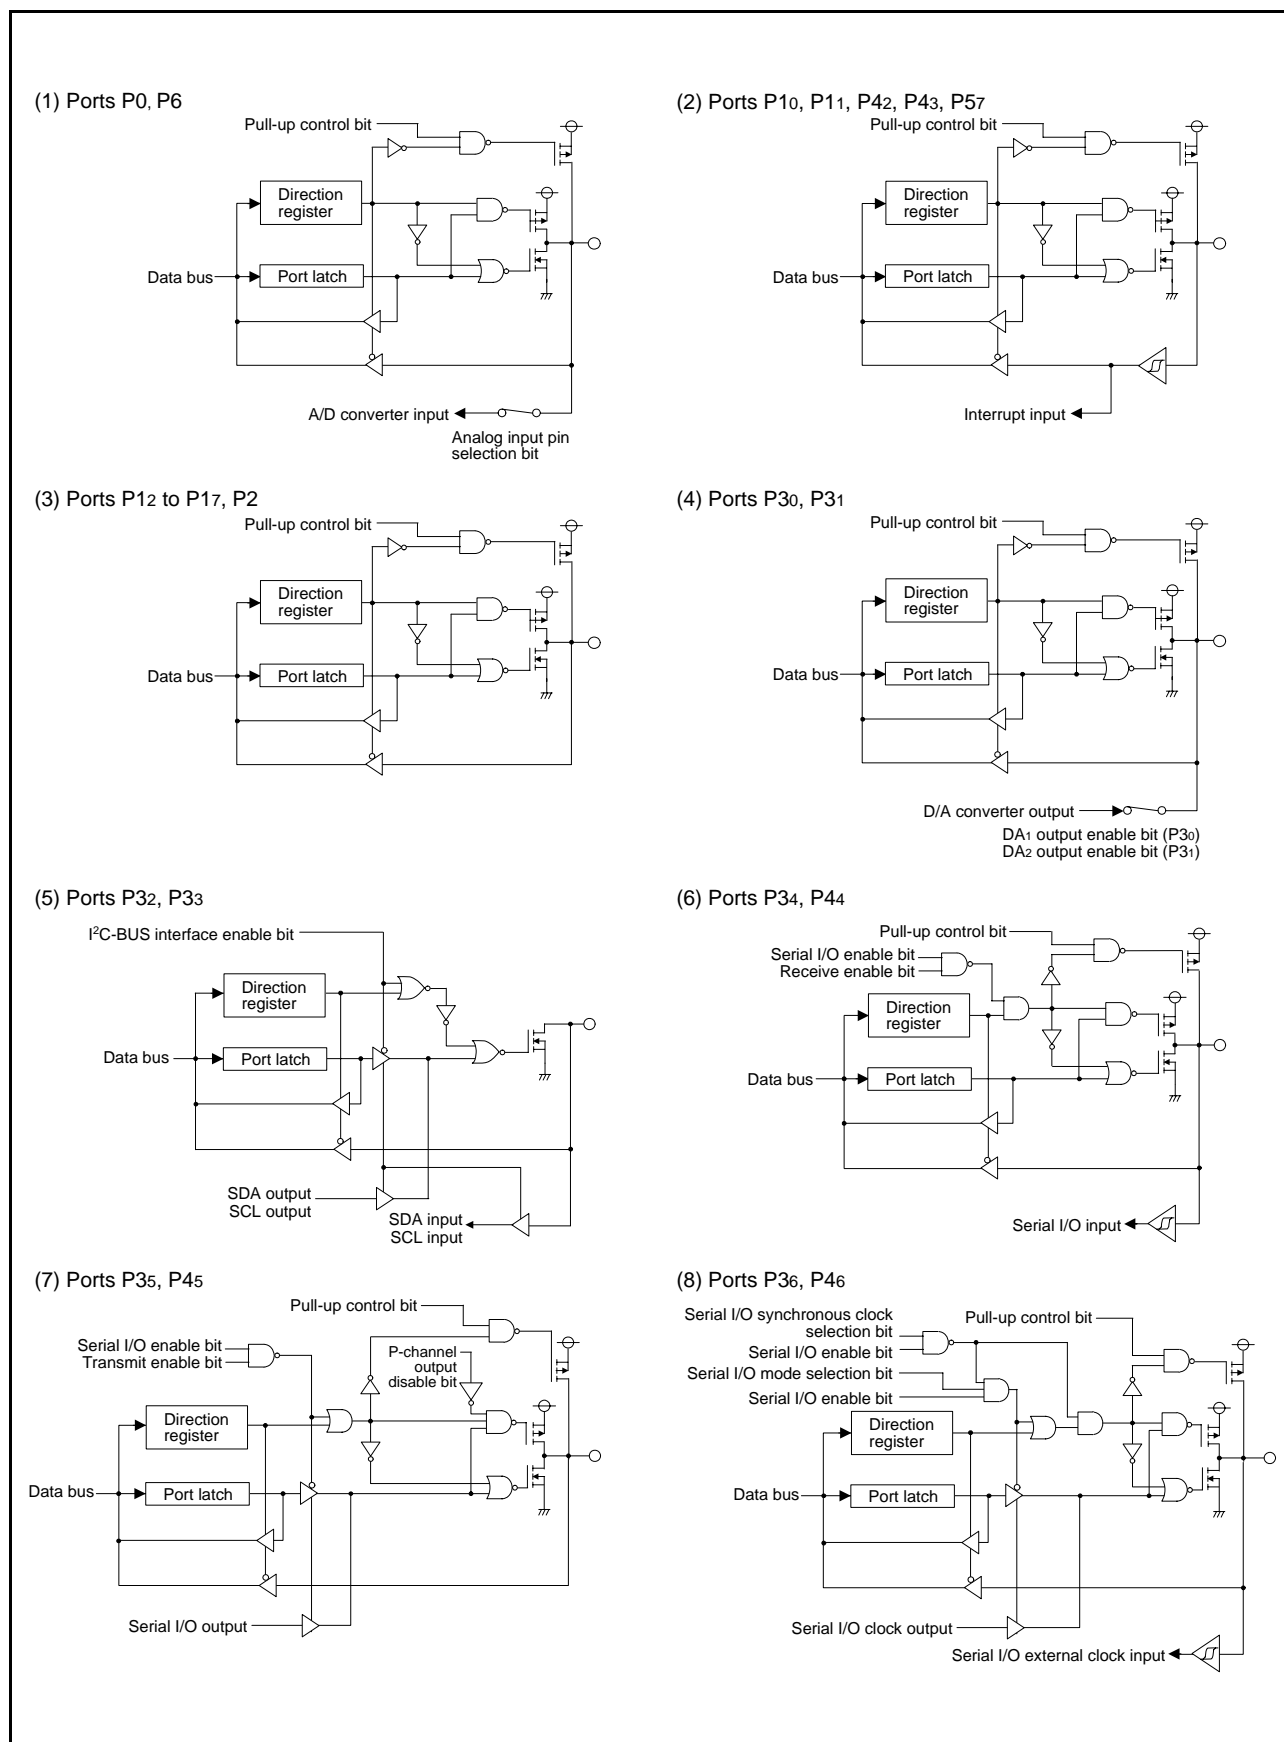 (1) Ports P0, P6
Pull-up control bit
Direction
register
Data bus
Port latch
A/D converter input
Analog input pin
selection bit
(2) Ports P10, P11, P42, P43, P57
Pull-up control bit
Direction
register
Data bus
Port latch
Interrupt input
(3) Ports P12 to P17, P2
Pull-up control bit
Direction
register
Data bus
Port latch
(4) Ports P30, P31
Pull-up control bit
Direction
register
Data bus
Port latch
D/A converter output
DA1 output enable bit (P30)
DA2 output enable bit (P31)
(5) Ports P32, P33
I²C-BUS interface enable bit
Direction
register
Data bus
Port latch
SDA output
SCL output
SDA input
SCL input
(6) Ports P34, P44
Pull-up control bit
Serial I/O enable bit
Receive enable bit
Direction
register
Data bus
Port latch
Serial I/O input
(7) Ports P35, P45
Pull-up control bit
Serial I/O enable bit
Transmit enable bit
P-channel
output
disable bit
Direction
register
Data bus
Port latch
Serial I/O output
(8) Ports P36, P46
Serial I/O synchronous clock
selection bit
Serial I/O enable bit
Pull-up control bit
Serial I/O mode selection bit
Serial I/O enable bit
Direction
register
Data bus
Port latch
Serial I/O clock output
Serial I/O external clock input